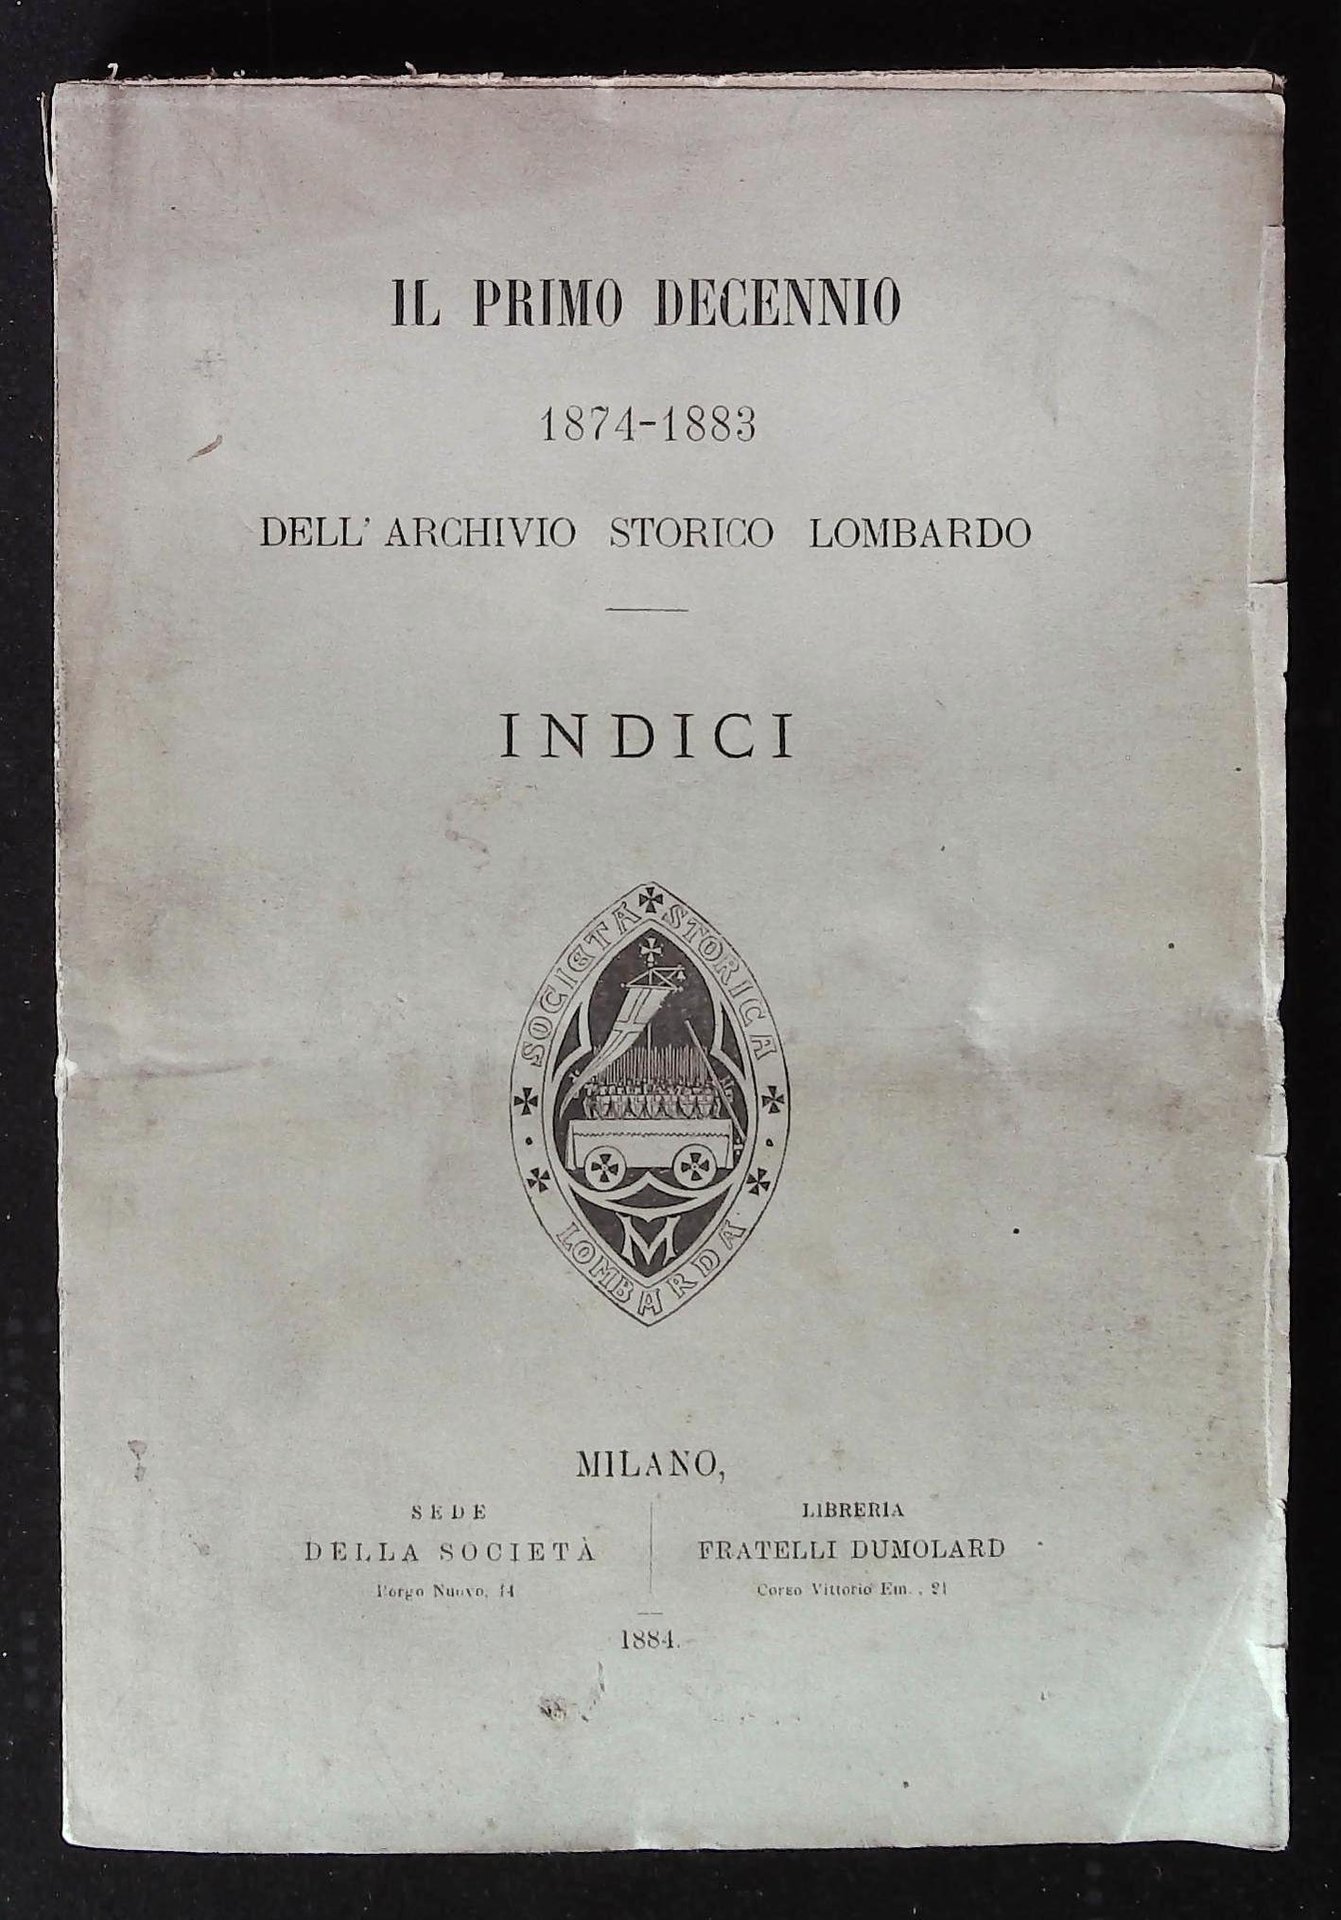 IL PRIMO DECENNIO
1874-1883
DELL' ARCHIVIO STORICO LOMBARDO
INDICI
SOCIETÀ STORICA
LOMBARDA
M
MILANO,
SEDE
DELLA SOCIETÀ
Borgo Nuovo, 14
LIBRERIA
FRATELLI DUMOLARD
Corso Vittorio Em., 21
1884.